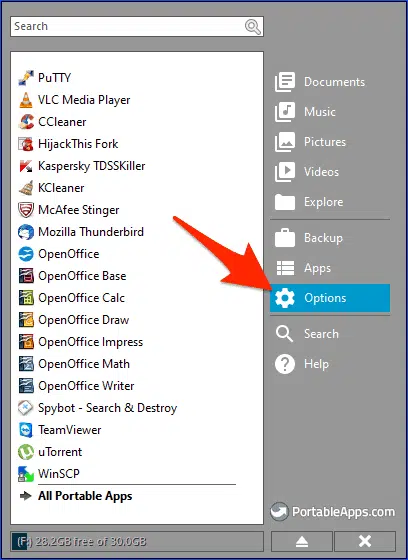 Search
PuTTY
VLC Media Player
CCleaner
HijackThis Fork
Kaspersky TDSSKiller
KCleaner
McAfee Stinger
Mozilla Thunderbird
OpenOffice
OpenOffice Base
OpenOffice Calc
OpenOffice Draw
OpenOffice Impress
OpenOffice Math
OpenOffice Writer
Spybot - Search & Destroy
TeamViewer
uTorrent
WinSCP
All Portable Apps
(F:) 28.2GB free of 30.0GB
Documents
Music
Pictures
Videos
Explore
Backup
Apps
Options
Search
Help
PortableApps.com